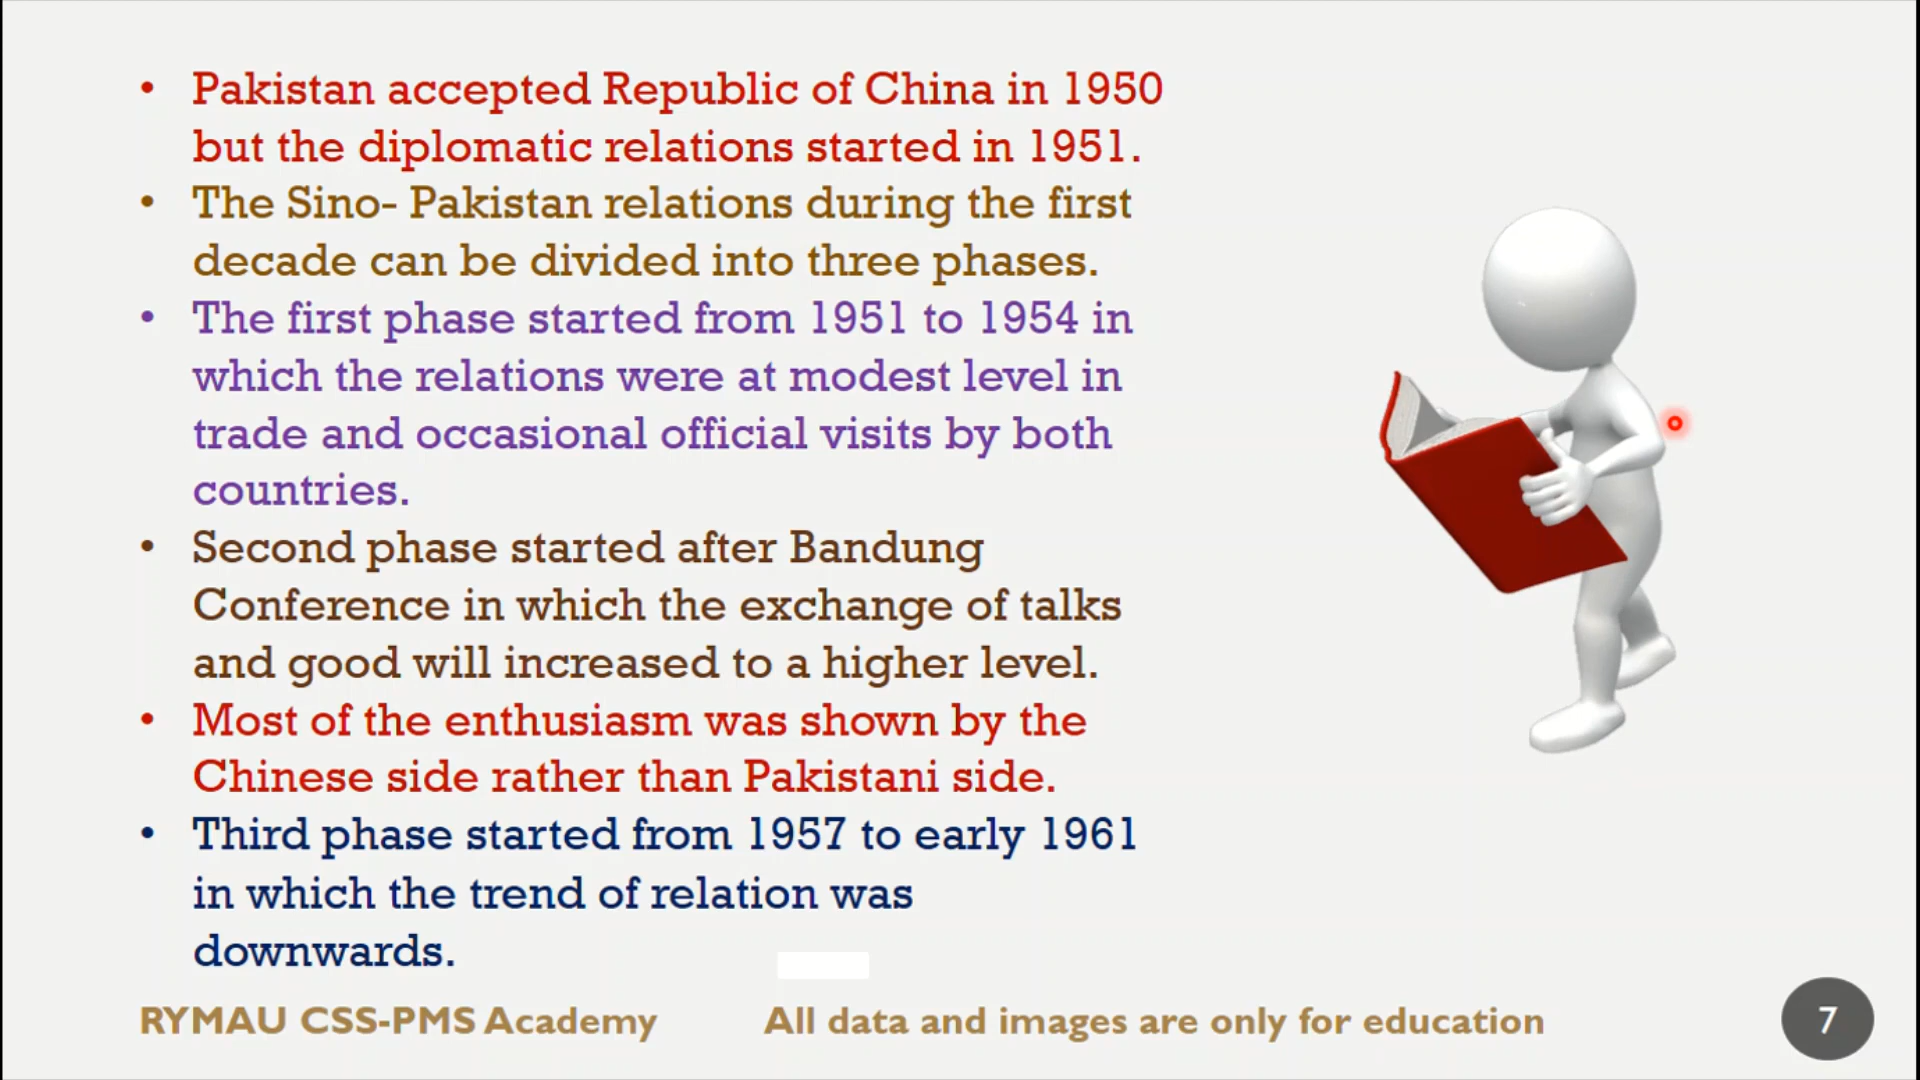 • Pakistan accepted Republic of China in 1950
but the diplomatic relations started in 1951.
• The Sino- Pakistan relations during the first
decade can be divided into three phases.
• The first phase started from 1951 to 1954 in
which the relations were at modest level in
trade and occasional official visits by both
countries.
• Second phase started after Bandung
Conference in which the exchange of talks
and good will increased to a higher level.
• Most of the enthusiasm was shown by the
Chinese side rather than Pakistani side.
• Third phase started from 1957 to early 1961
in which the trend of relation was
downwards.
RYMAU CSS-PMS Academy All data and images are only for education 7